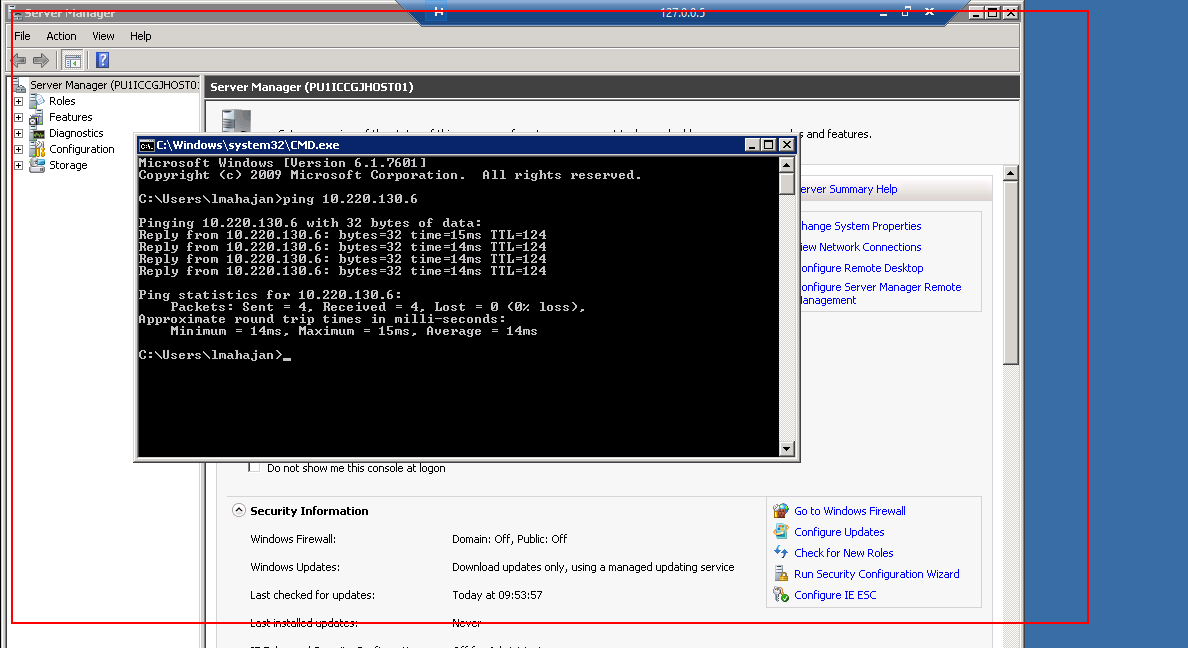 Server Manager
127.0.0.5
File Action View Help
Server Manager (PU1ICCGJHOST01
Roles
Features
Diagnostics
Configuration
Storage
Server Manager (PU1ICCGJHOST01)
and features.
C:\Windows\system32\CMD.exe
Microsoft Windows [Version 6.1.7601]
Copyright (c) 2009 Microsoft Corporation. All rights reserved.
C:\Users\lmahajan>ping 10.220.130.6
Pinging 10.220.130.6 with 32 bytes of data:
Reply from 10.220.130.6: bytes=32 time=15ms TTL=124
Reply from 10.220.130.6: bytes=32 time=14ms TTL=124
Reply from 10.220.130.6: bytes=32 time=14ms TTL=124
Reply from 10.220.130.6: bytes=32 time=14ms TTL=124
Ping statistics for 10.220.130.6:
Packets: Sent = 4, Received = 4, Lost = 0 (0% loss),
Approximate round trip times in milli-seconds:
Minimum = 14ms, Maximum = 15ms, Average = 14ms
C:\Users\lmahajan>_
erver Summary Help
hange System Properties
iew Network Connections
onfigure Remote Desktop
onfigure Server Manager Remote
anagement
Do not show me this console at logon
Security Information
Windows Firewall: Domain: Off, Public: Off
Windows Updates: Download updates only, using a managed updating service
Last checked for updates: Today at 09:53:57
Last installed updates: Never
Go to Windows Firewall
Configure Updates
Check for New Roles
Run Security Configuration Wizard
Configure IE ESC